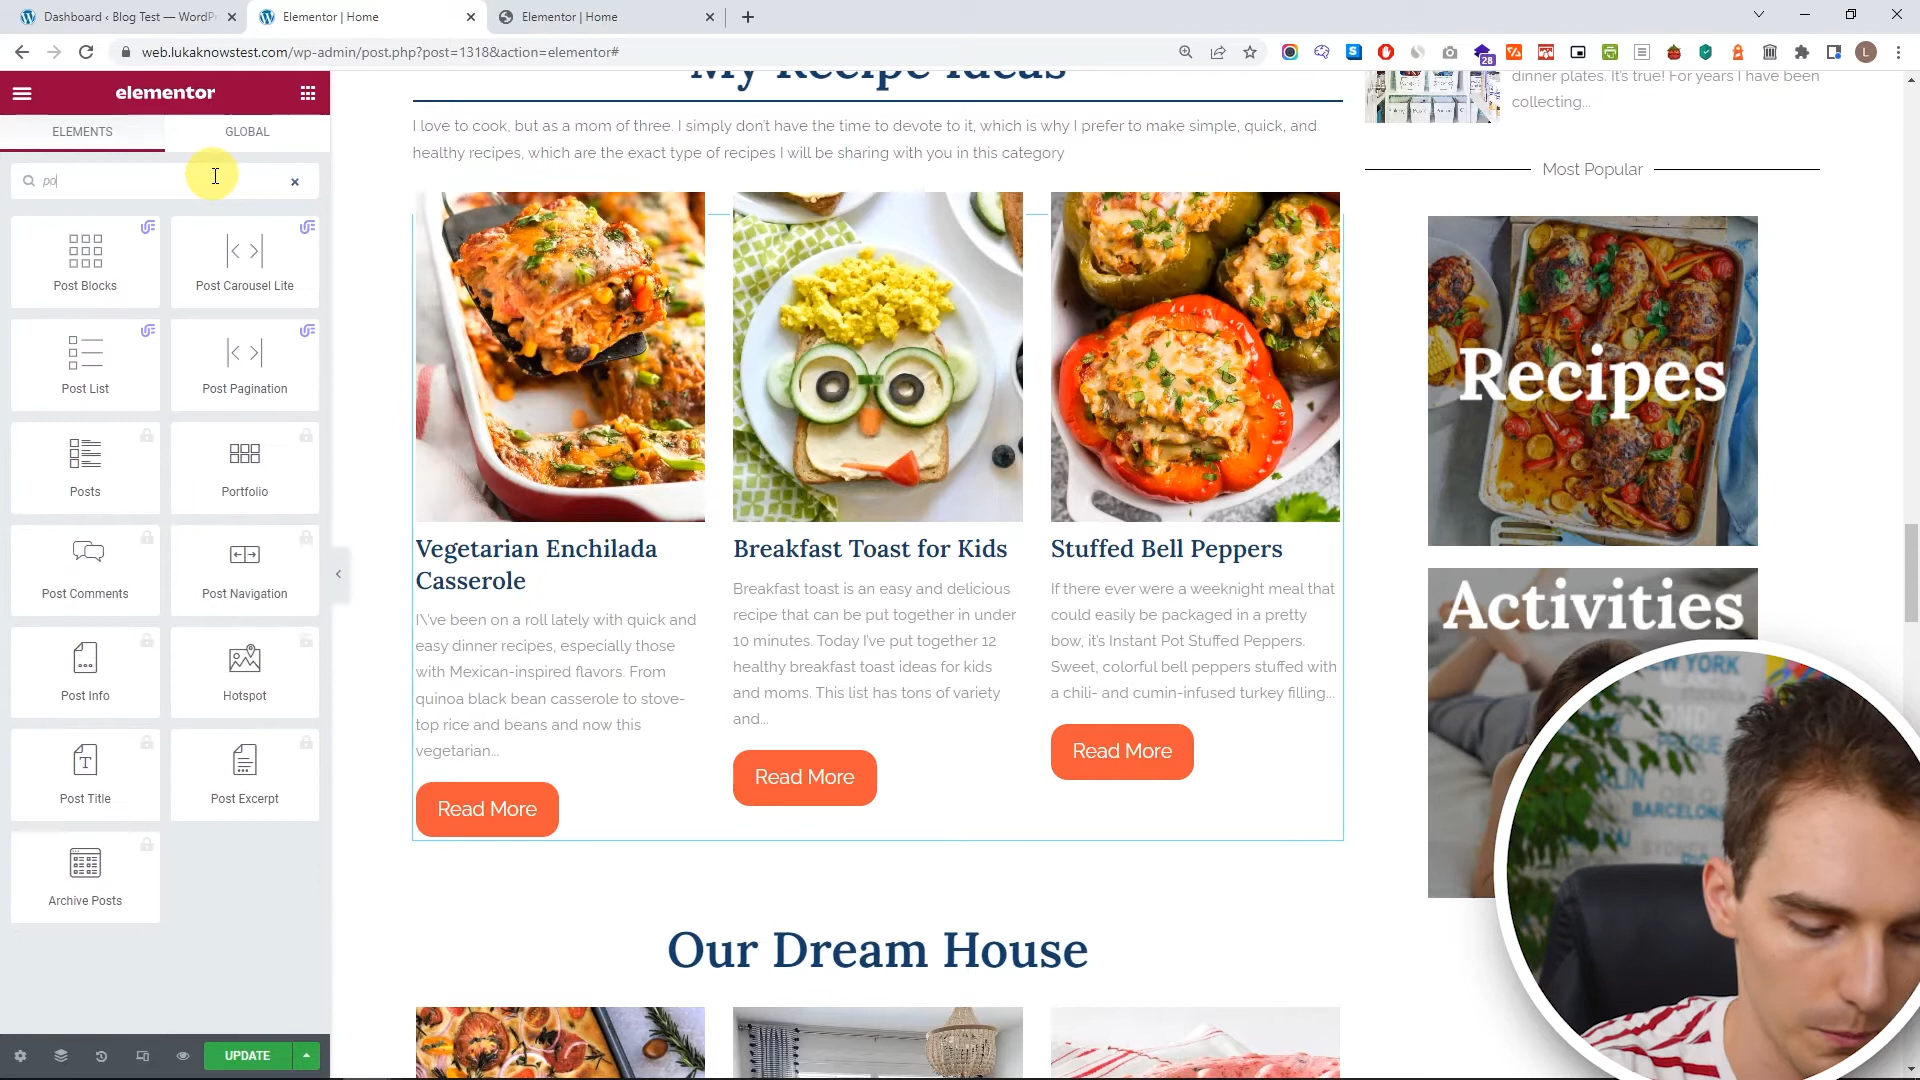 Dashboard ‹ Blog Test — WordP
Elementor | Home
Elementor | Home
web.lukaknowstest.com/wp-admin/post.php?post=1318&action=elementor#
28
L
elementor
ELEMENTS
GLOBAL
po
Post Blocks
Post Carousel Lite
Post List
Post Pagination
Posts
Portfolio
Post Comments
Post Navigation
Post Info
Hotspot
Post Title
Post Excerpt
Archive Posts
UPDATE
My Recipe Ideas
I love to cook, but as a mom of three. I simply don't have the time to devote to it, which is why I prefer to make simple, quick, and
healthy recipes, which are the exact type of recipes I will be sharing with you in this category
Vegetarian Enchilada
Casserole
I\'ve been on a roll lately with quick and
easy dinner recipes, especially those
with Mexican-inspired flavors. From
quinoa black bean casserole to stove-
top rice and beans and now this
vegetarian...
Read More
Breakfast Toast for Kids
Breakfast toast is an easy and delicious
recipe that can be put together in under
10 minutes. Today I've put together 12
healthy breakfast toast ideas for kids
and moms. This list has tons of variety
and...
Read More
Stuffed Bell Peppers
If there ever were a weeknight meal that
could easily be packaged in a pretty
bow, it's Instant Pot Stuffed Peppers.
Sweet, colorful bell peppers stuffed with
a chili- and cumin-infused turkey filling...
Read More
Our Dream House
dinner plates. It's true! For years I have been
collecting...
Most Popular
Recipes
Activities
NEW YORK
PRAGUE
BARCELONA